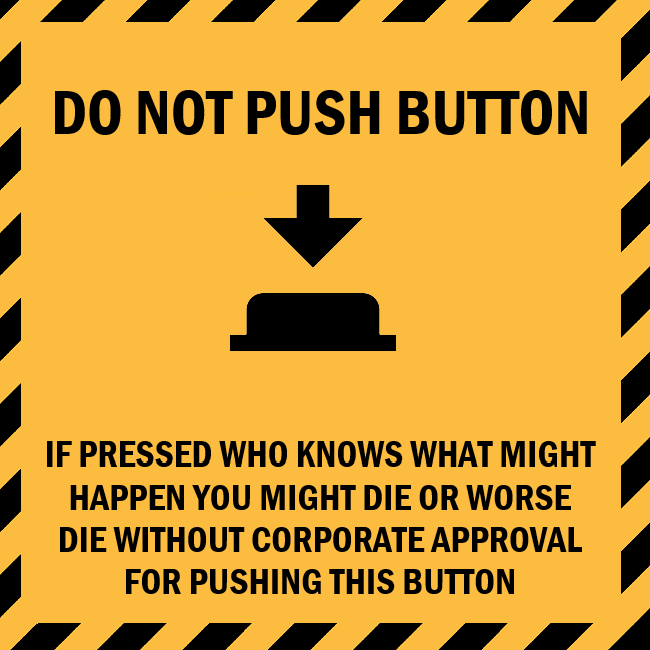 DO NOT PUSH BUTTON
IF PRESSED WHO KNOWS WHAT MIGHT
HAPPEN YOU MIGHT DIE OR WORSE
DIE WITHOUT CORPORATE APPROVAL
FOR PUSHING THIS BUTTON